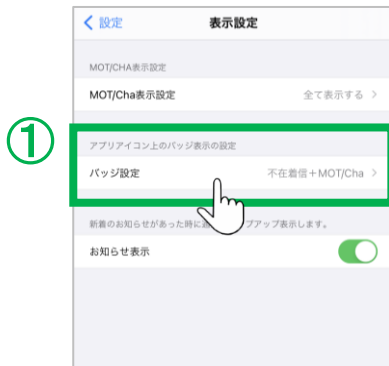 設定
表示設定
MOT/CHA表示設定
MOT/Cha表示設定 全て表示する
①
アプリアイコン上のバッジ表示の設定
バッジ設定 不在着信+MOT/Cha
新着のお知らせがあった時に プアップ表示します。
お知らせ表示